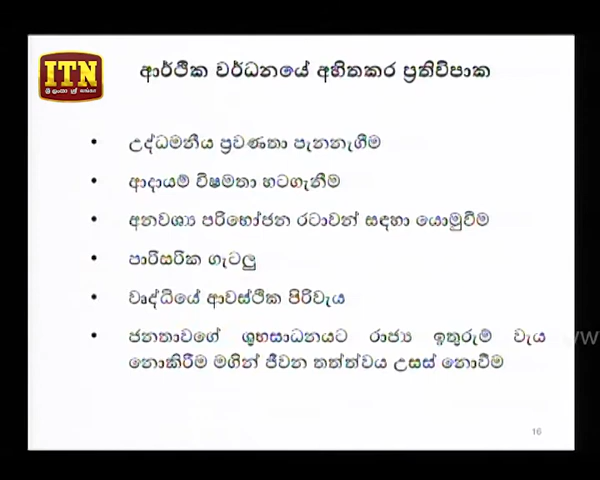 ITN
ආර්ථික වර්ධනයේ අහිතකර ප්‍රතිවිපාක
• උද්ධමනීය ප්‍රවණතා පැනනැගීම
• ආදායම් විෂමතා හටගැනීම
• අනවශ්‍ය පරිභෝජන රටාවන් සඳහා යොමුවීම
• පාරිසරික ගැටලු
• වෘද්ධියේ ආවස්ථික පිරිවැය
• ජනතාවගේ ශුභසාධනයට රාජ්‍ය ඉතුරුම් වැය
නොකිරීම මගින් ජීවන තත්ත්වය උසස් නොවීම
16